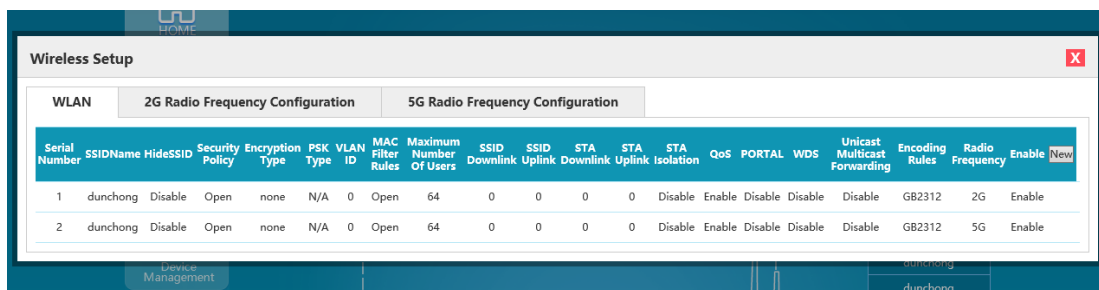 HOME
Wireless Setup X
WLAN 2G Radio Frequency Configuration 5G Radio Frequency Configuration
Serial Number SSIDName HideSSID Security Policy Encryption Type PSK Type VLAN ID MAC Filter Rules Maximum Number Of Users SSID Downlink SSID Uplink STA Downlink STA Uplink STA Isolation QoS PORTAL WDS Unicast Multicast Forwarding Encoding Rules Radio Frequency Enable New
1 dunchong Disable Open none N/A 0 Open 64 0 0 0 0 Disable Enable Disable Disable Disable GB2312 2G Enable
2 dunchong Disable Open none N/A 0 Open 64 0 0 0 0 Disable Enable Disable Disable Disable GB2312 5G Enable
Device Management
dunchong
dunchong